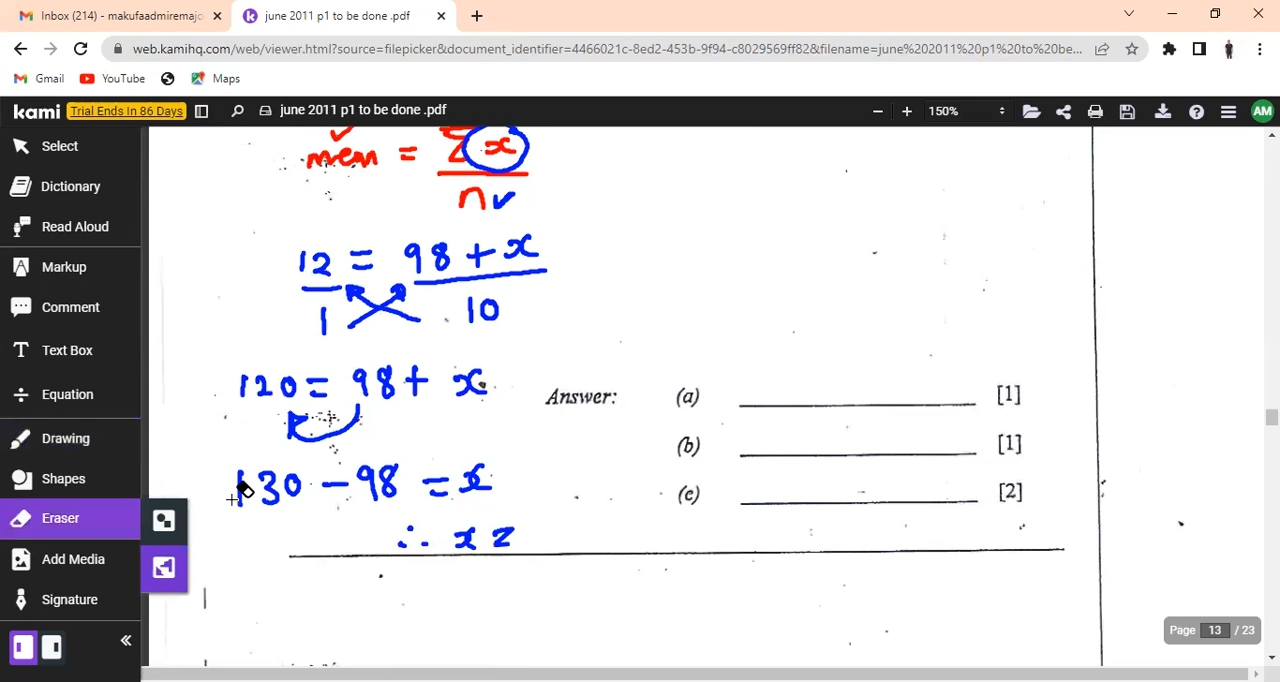 Inbox (214) - makufaadmiremajo
june 2011 p1 to be done .pdf
web.kamihq.com/web/viewer.html?source=filepicker&document_identifier=4466021c-8ed2-453b-9f94-c8029569ff82&filename=june%202011%20p1%20to%20be...
Gmail
YouTube
Maps
kami
Trial Ends In 86 Days
june 2011 p1 to be done .pdf
150%
AM
Select
Dictionary
Read Aloud
Markup
Comment
Text Box
Equation
Drawing
Shapes
Eraser
Add Media
Signature
mean = Σx
n
12 = 98 + x
1 10
120 = 98 + x
130 - 98 = x
∴ x =
Answer: (a) [1]
(b) [1]
(c) [2]
Page 13 / 23